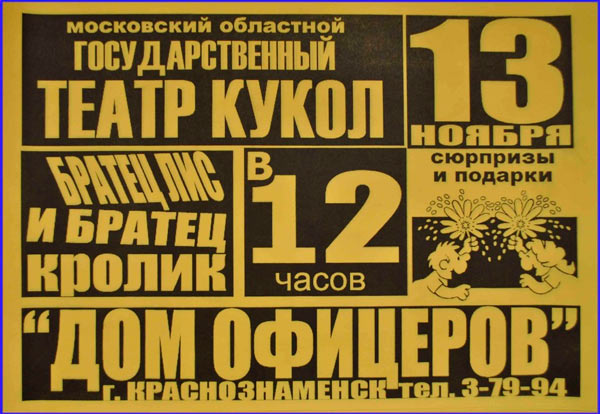 МОСКОВСКИЙ ОБЛАСТНОЙ
ГОСУДАРСТВЕННЫЙ
ТЕАТР КУКОЛ
13
НОЯБРЯ
БРАТЕЦ ЛИС
И БРАТЕЦ
КРОЛИК
В
12
ЧАСОВ
СЮРПРИЗЫ
И ПОДАРКИ
"ДОМ ОФИЦЕРОВ"
г. КРАСНОЗНАМЕНСК тел. 3-79-94